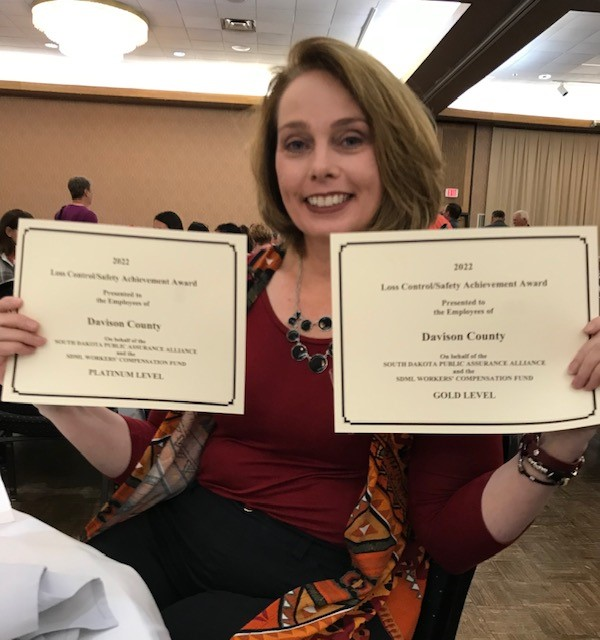 2022
Loss Control/Safety Achievement Award
Presented to
the Employees of
Davison County
On behalf of the
SOUTH DAKOTA PUBLIC ASSURANCE ALLIANCE
and the
SDML WORKERS' COMPENSATION FUND
PLATINUM LEVEL
2022
Loss Control/Safety Achievement Award
Presented to
the Employees of
Davison County
On behalf of the
SOUTH DAKOTA PUBLIC ASSURANCE ALLIANCE
and the
SDML WORKERS' COMPENSATION FUND
GOLD LEVEL
EXIT